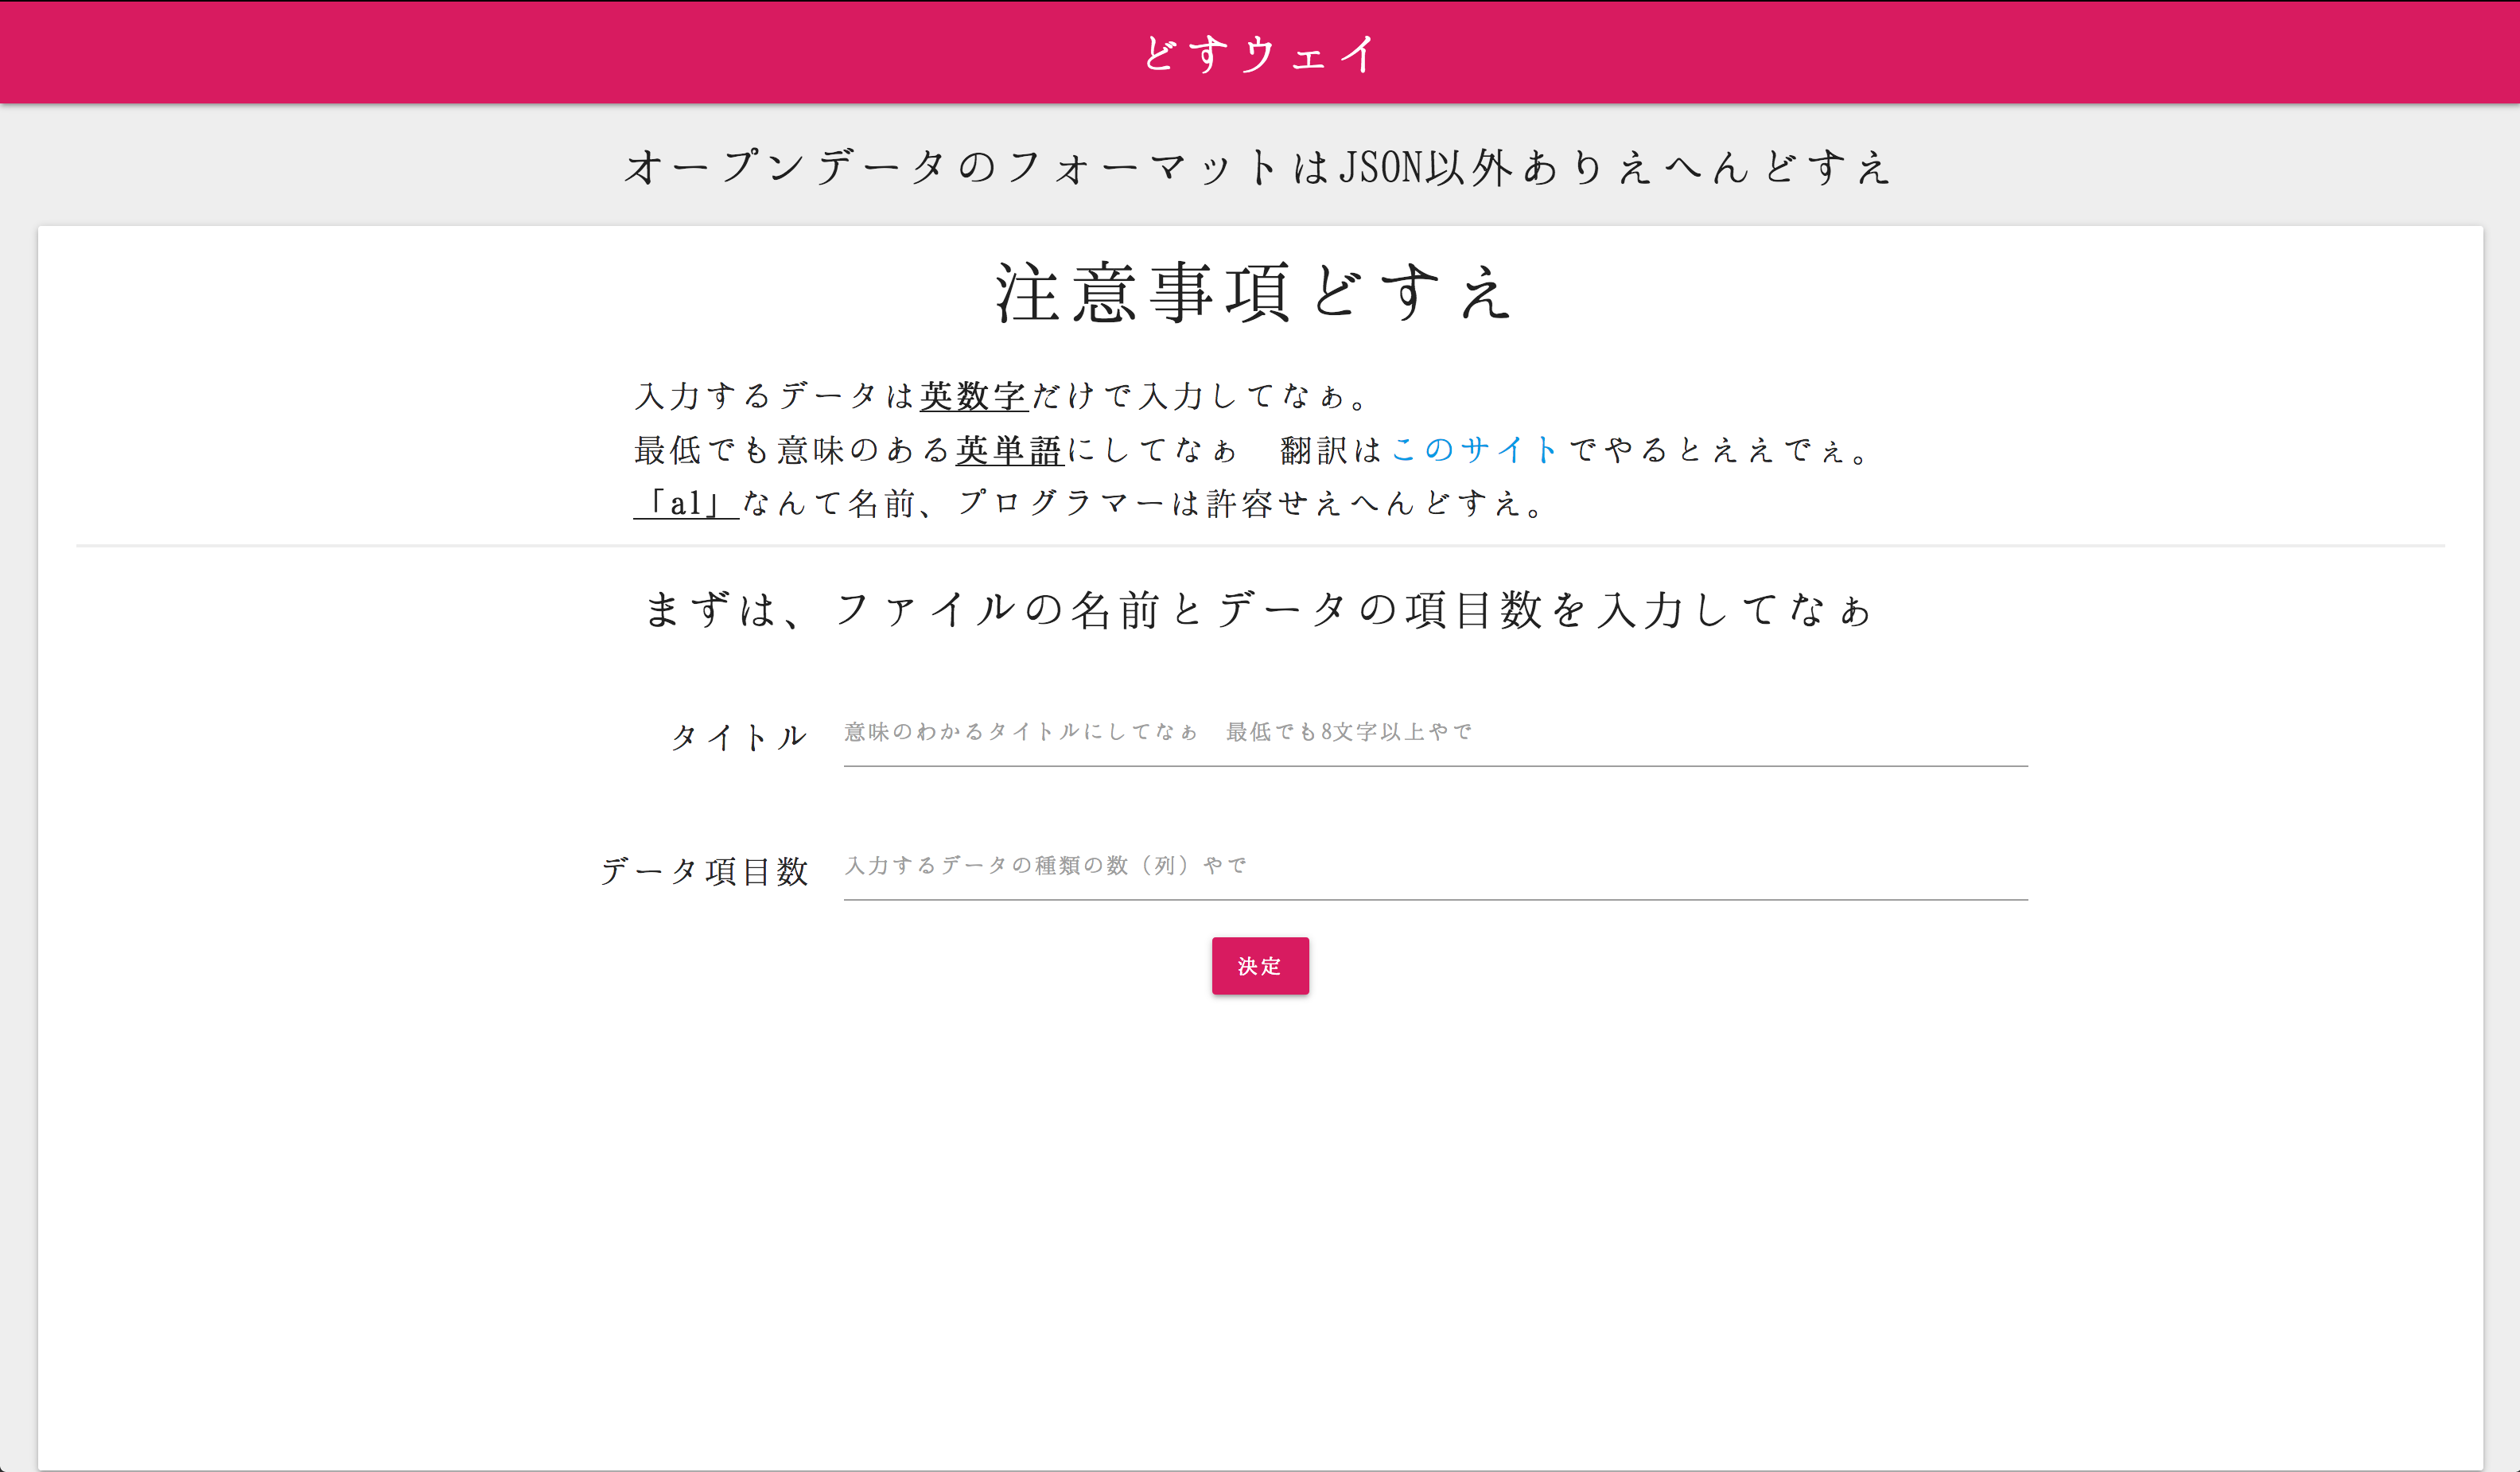 どすウェイ
オープンデータのフォーマットはJSON以外ありえへんどすえ
注意事項どすえ
入力するデータは英数字だけで入力してなぁ。
最低でも意味のある英単語にしてなぁ　翻訳はこのサイトでやるとええでぇ。
「a1」なんて名前、プログラマーは許容せえへんどすえ。
まずは、ファイルの名前とデータの項目数を入力してなぁ
タイトル 意味のわかるタイトルにしてなぁ　最低でも8文字以上やで
データ項目数 入力するデータの種類の数（列）やで
決定